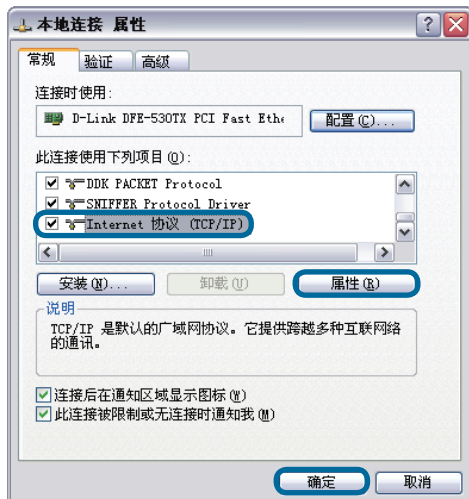 本地连接 属性
常规 验证 高级
连接时使用:
D-Link DFE-530TX PCI Fast Ethe
配置(C)...
此连接使用下列项目(O):
DDK PACKET Protocol
SNIFFER Protocol Driver
Internet 协议 (TCP/IP)
安装(N)... 卸载(U) 属性(R)
说明
TCP/IP 是默认的广域网协议。它提供跨越多种互联网络
的通讯。
连接后在通知区域显示图标(W)
此连接被限制或无连接时通知我(M)
确定 取消